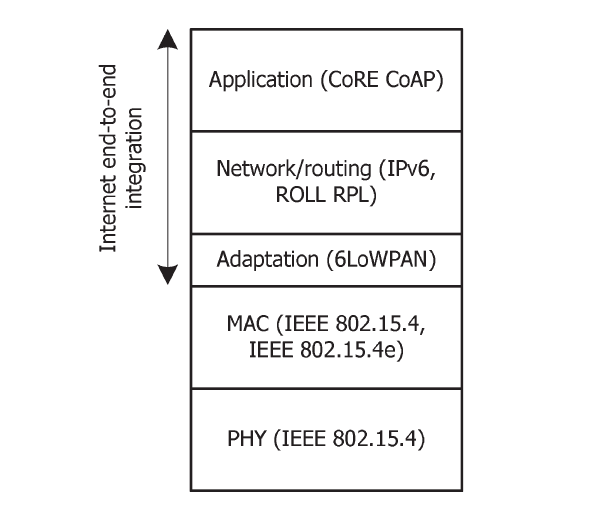 Internet end-to-end
integration
Application (CoRE CoAP)
Network/routing (IPv6,
ROLL RPL)
Adaptation (6LoWPAN)
MAC (IEEE 802.15.4,
IEEE 802.15.4e)
PHY (IEEE 802.15.4)